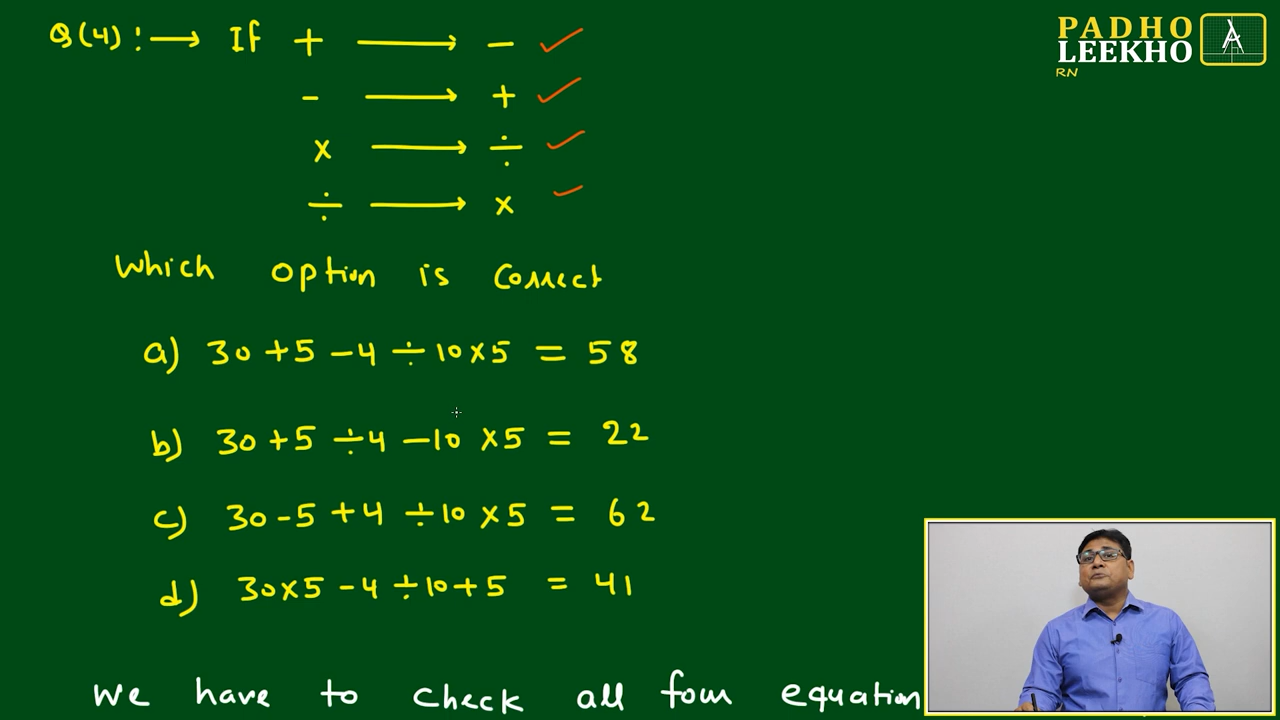 Q(4) :→ If + → -
- → +
x → ÷
÷ → x
Which option is correct
a) 30 + 5 - 4 ÷ 10 x 5 = 58
b) 30 + 5 ÷ 4 - 10 x 5 = 22
c) 30 - 5 + 4 ÷ 10 x 5 = 62
d) 30 x 5 - 4 ÷ 10 + 5 = 41
We have to check all four equation
PADHO
LEEKHO
RN